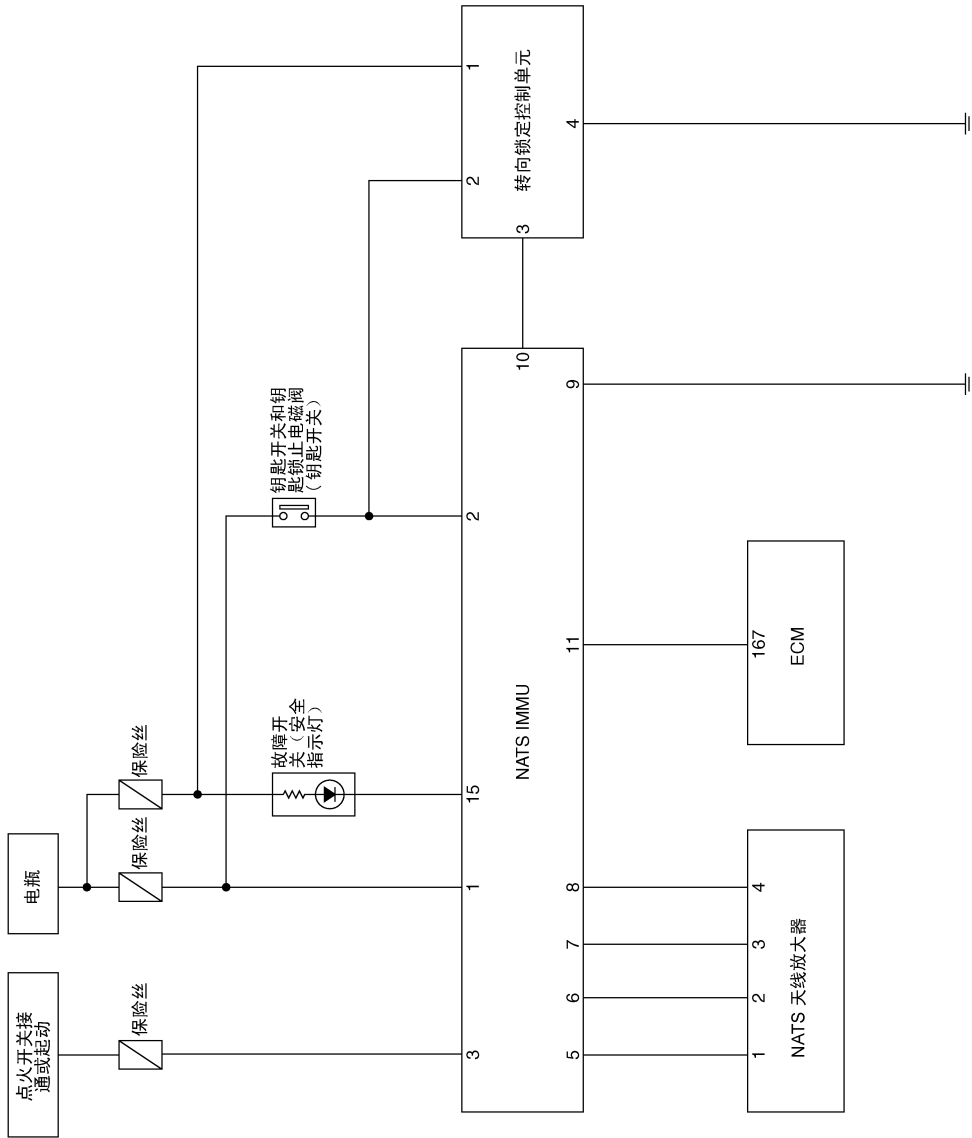 点火开关接
通或起动
电瓶
保险丝
保险丝
保险丝
故障开
关（安全
指示灯）
钥匙开关和钥
匙锁止电磁阀
（钥匙开关）
3
1
15
2
2
1
NATS IMMU
10
3
转向锁定控制单元
5
6
7
8
11
9
4
1
2
3
4
167
NATS 天线放大器
ECM